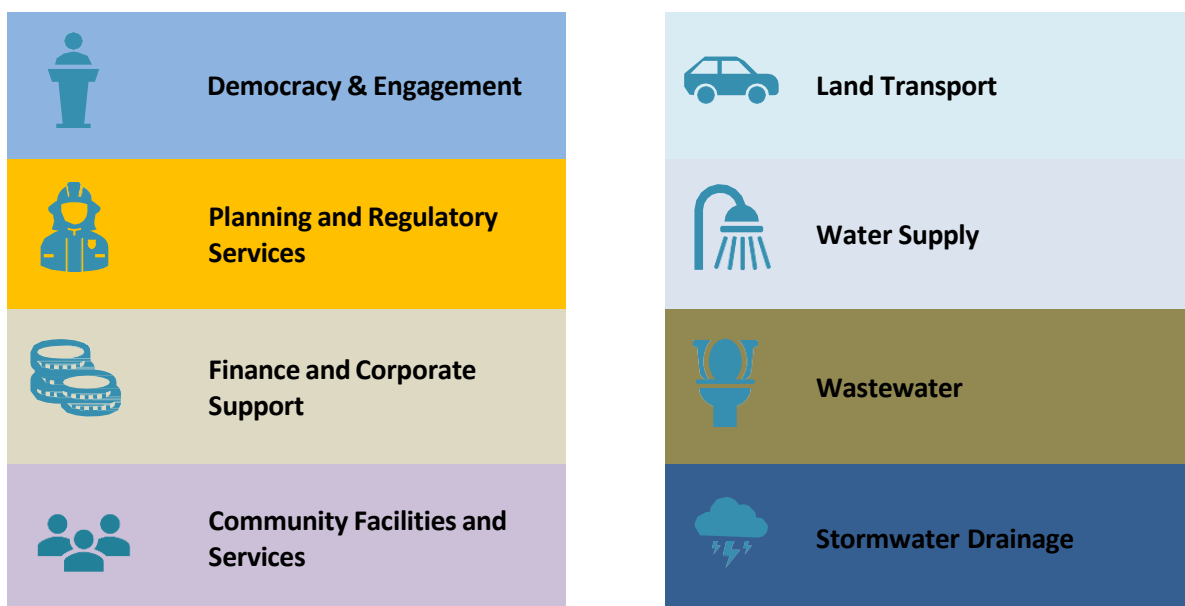 Democracy & Engagement
Planning and Regulatory
Services
Finance and Corporate
Support
Community Facilities and
Services
Land Transport
Water Supply
Wastewater
Stormwater Drainage